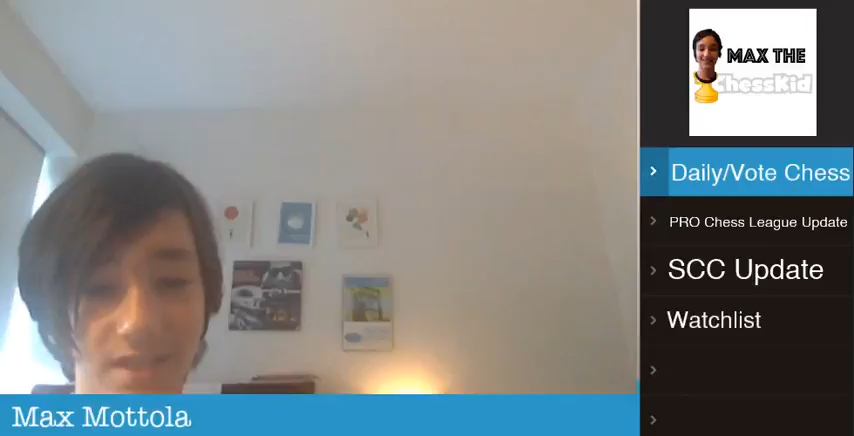 MAX THE
ChessKid
Daily/Vote Chess
PRO Chess League Update
SCC Update
Watchlist
Max Mottola